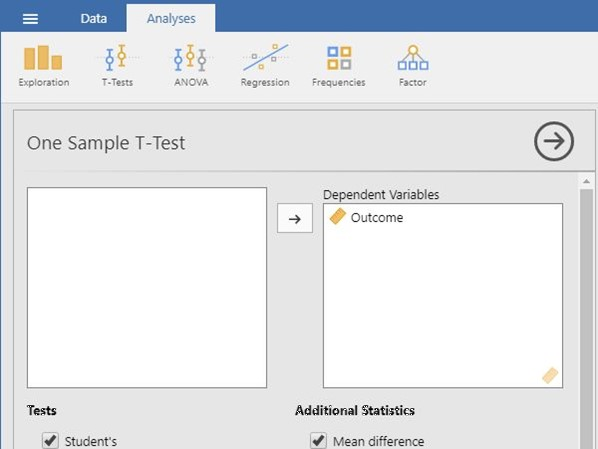 Data Analyses
Exploration T-Tests ANOVA Regression Frequencies Factor
One Sample T-Test
Dependent Variables
Outcome
Tests Additional Statistics
Student's Mean difference